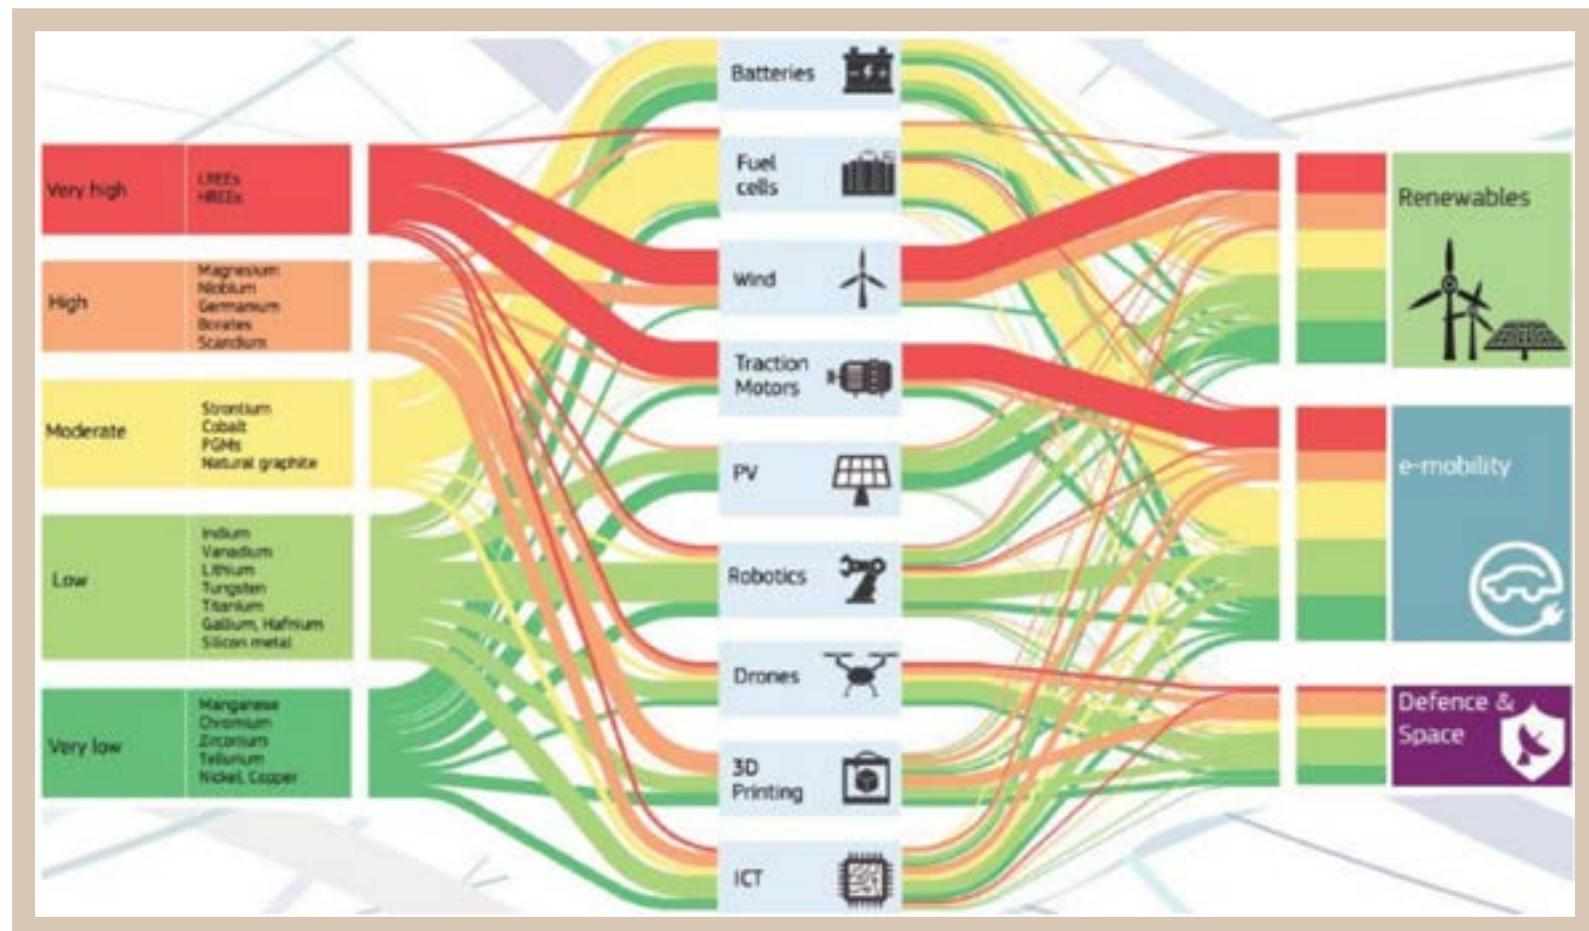 Very high
LREEs
HREEs
High
Magnesium
Niobium
Germanium
Borates
Scandium
Moderate
Strontium
Cobalt
PGMs
Natural graphite
Low
Indium
Vanadium
Lithium
Tungsten
Titanium
Gallium, Hafnium
Silicon metal
Very low
Manganese
Chromium
Zirconium
Tellurium
Nickel, Copper
Batteries
Fuel
cells
Wind
Traction
Motors
PV
Robotics
Drones
3D
Printing
ICT
Renewables
e-mobility
Defence &
Space